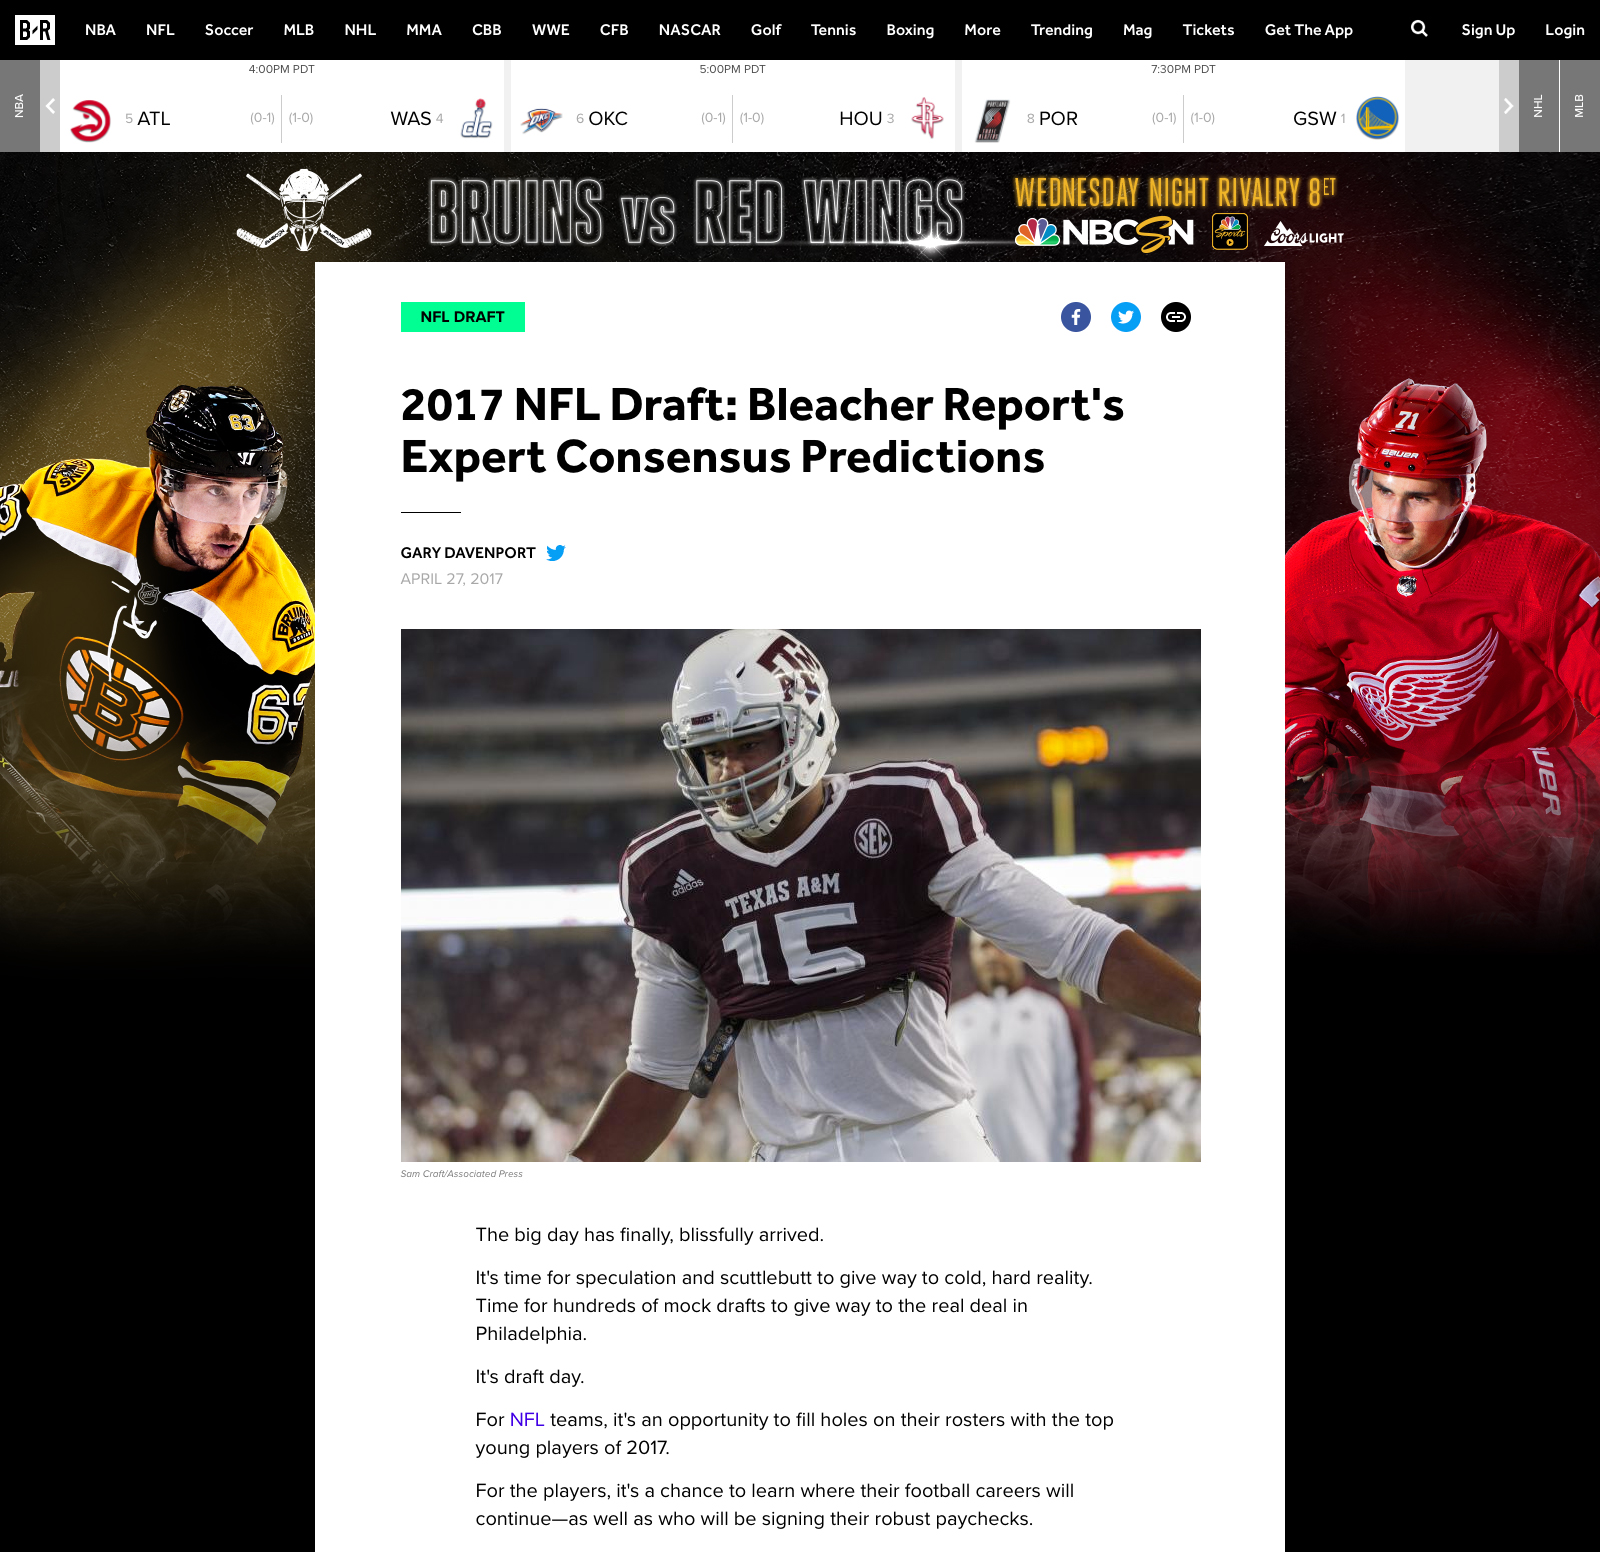 B/R NBA NFL Soccer MLB NHL MMA CBB WWE CFB NASCAR Golf Tennis Boxing More Trending Mag Tickets Get The App Sign Up Login
NBA
4:00PM PDT
5 ATL (0-1) (1-0) WAS 4
5:00PM PDT
6 OKC (0-1) (1-0) HOU 3
7:30PM PDT
8 POR (0-1) (1-0) GSW 1
NHL
MLB
BRUINS VS RED WINGS
WEDNESDAY NIGHT RIVALRY 8ET
NBCSN Sports Coors LIGHT
NFL DRAFT
2017 NFL Draft: Bleacher Report's
Expert Consensus Predictions
GARY DAVENPORT
APRIL 27, 2017
63
BRUINS
B
63
71
BAUER
ATM
SEC
adidas
TEXAS A&M
15
Sam Craft/Associated Press
The big day has finally, blissfully arrived.
It's time for speculation and scuttlebutt to give way to cold, hard reality.
Time for hundreds of mock drafts to give way to the real deal in
Philadelphia.
It's draft day.
For NFL teams, it's an opportunity to fill holes on their rosters with the top
young players of 2017.
For the players, it's a chance to learn where their football careers will
continue—as well as who will be signing their robust paychecks.